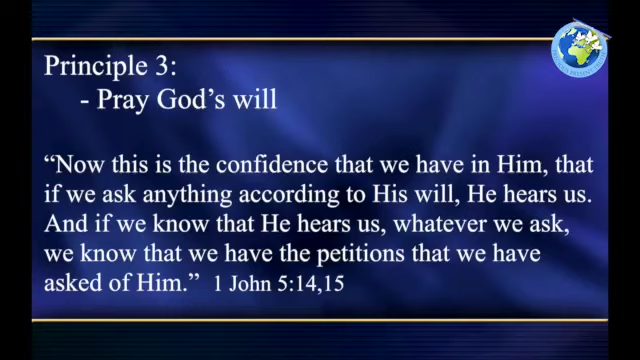 Principle 3:
- Pray God's will
“Now this is the confidence that we have in Him, that
if we ask anything according to His will, He hears us.
And if we know that He hears us, whatever we ask,
we know that we have the petitions that we have
asked of Him.” 1 John 5:14,15